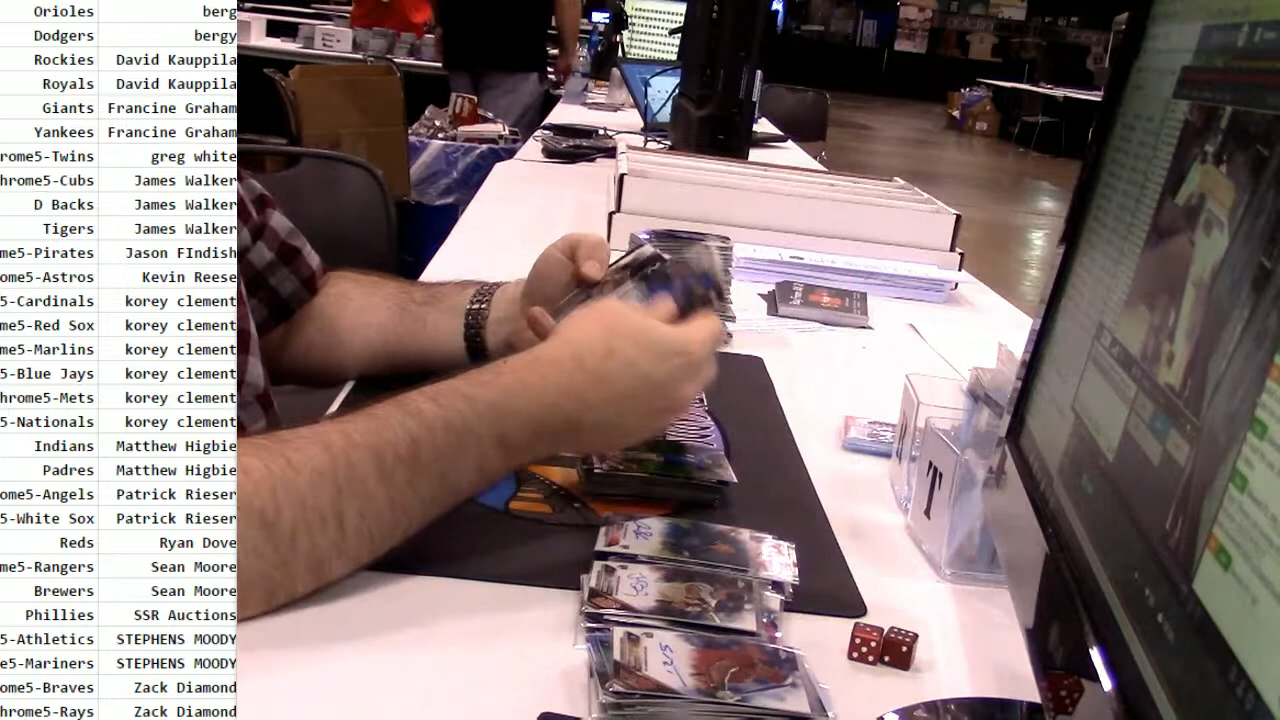 Orioles berg
Dodgers bergy
Rockies David Kauppila
Royals David Kauppila
Giants Francine Graham
Yankees Francine Graham
rome5-Twins greg white
hrome5-Cubs James Walker
D Backs James Walker
Tigers James Walker
me5-Pirates Jason FIndish
ome5-Astros Kevin Reese
5-Cardinals korey clement
me5-Red Sox korey clement
me5-Marlins korey clement
5-Blue Jays korey clement
chrome5-Mets korey clement
5-Nationals korey clement
Indians Matthew Higbie
Padres Matthew Higbie
ome5-Angels Patrick Rieser
5-White Sox Patrick Rieser
Reds Ryan Dove
me5-Rangers Sean Moore
Brewers Sean Moore
Phillies SSR Auctions
5-Athletics STEPHENS MOODY
e5-Mariners STEPHENS MOODY
ome5-Braves Zack Diamond
Chrome5-Rays Zack Diamond
T